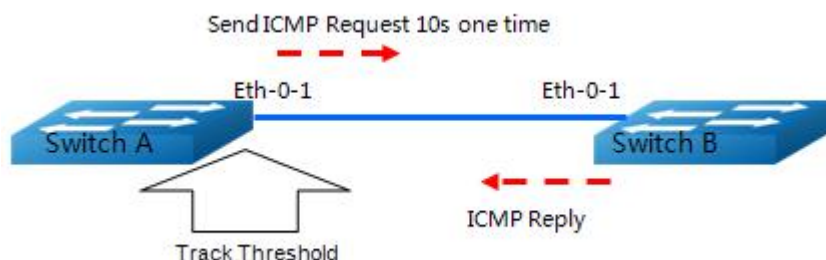 Send ICMP Request 10s one time
Eth-0-1
Eth-0-1
Switch A
Switch B
ICMP Reply
Track Threshold